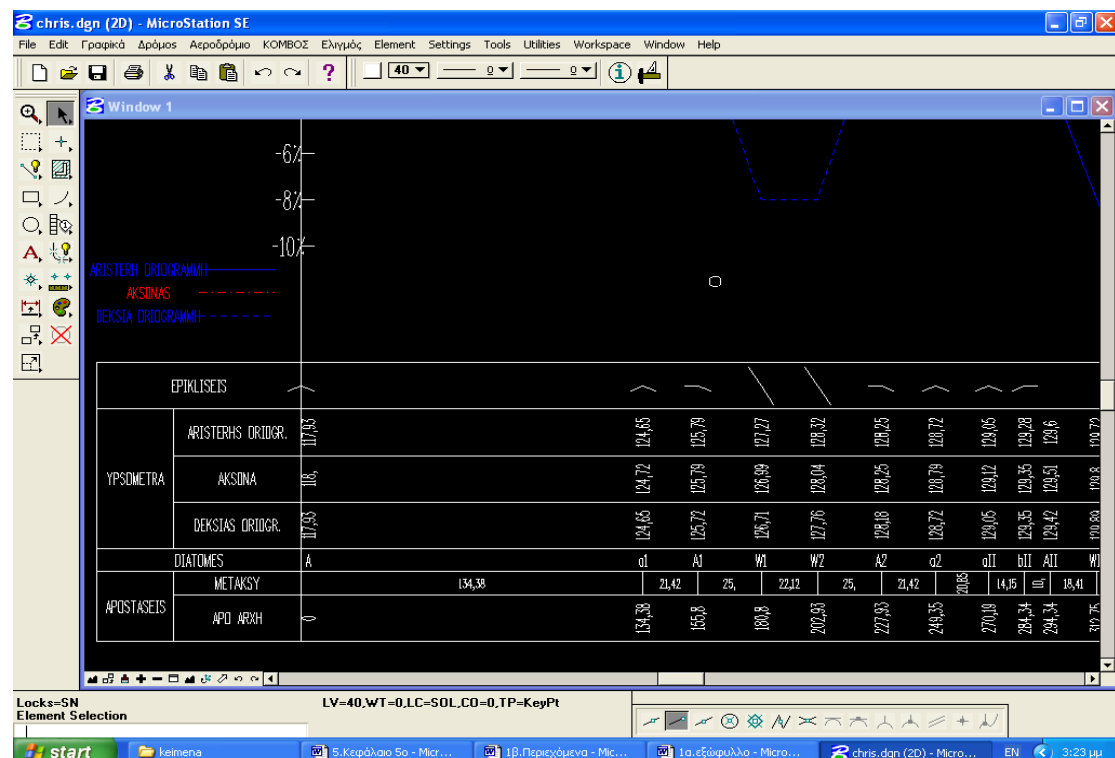 chris.dgn (2D) - MicroStation SE
File Edit Γραφικά Δρόμος Αεροδρόμιο ΚΟΜΒΟΣ Ελιγμός Element Settings Tools Utilities Workspace Window Help
40 0 0
Window 1
-6%
-8%
-10%
ARISTERH ORIOGRAMMH
AKSONAS
DEKSIA ORIOGRAMMH
EPIKLISEIS
YPSOMETRA
ARISTERHS ORIOGR. 117,93 124,65 125,79 127,27 128,32 128,25 128,72 129,05 129,28 129,6 129,72
AKSONA 118, 124,72 125,79 126,99 128,04 128,25 128,79 129,12 129,35 129,51 129,8
DEKSIAS ORIOGR. 117,93 124,65 125,72 126,71 127,76 128,18 128,72 129,05 129,35 129,42
DIATOMES A a1 A1 W1 W2 A2 a2 aII bII AII
APOSTASEIS
METAKSY 134,38 21,42 25, 22,12 25, 21,42 20,85 14,15 10, 18,41
APO ARXH 0 134,38 155,8 180,8 202,93 227,93 249,35 270,19 284,34 294,34 312,75
Locks=SN
LV=40,WT=0,LC=SOL,CO=0,TP=KeyPt
Element Selection
start keimena 5.Κεφάλαιο 5ο - Micr... 1β.Περιεχόμενα - Mic... 1α.εξώφυλλο - Micro... chris.dgn (2D) - Micro... EN 3:23 μμ